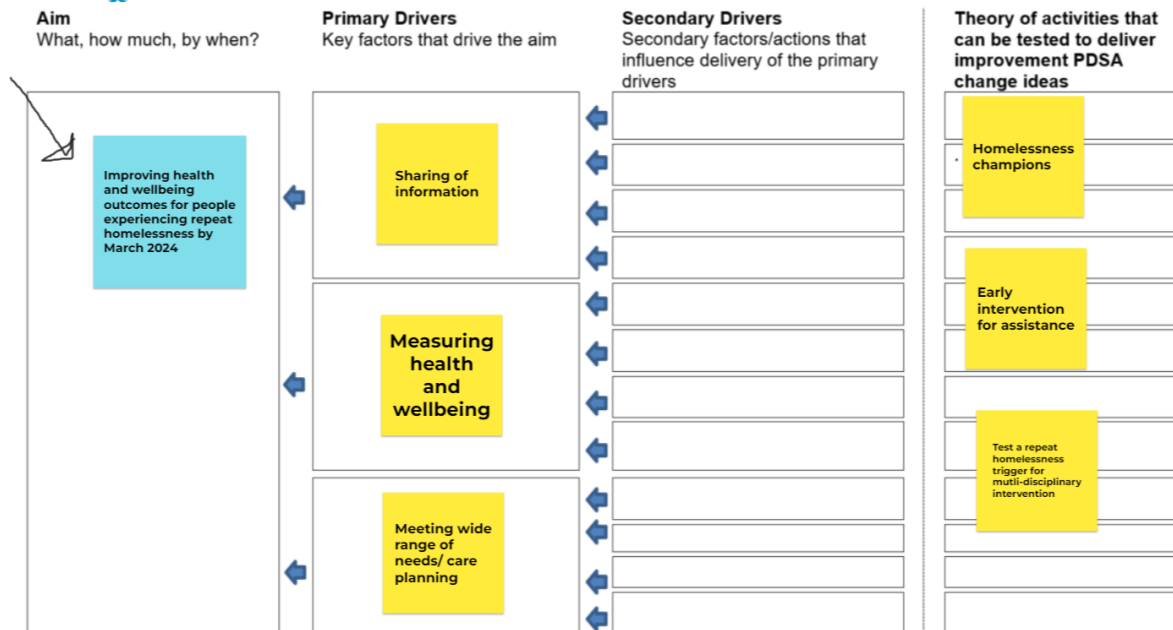 Aim
What, how much, by when?
Primary Drivers
Key factors that drive the aim
Secondary Drivers
Secondary factors/actions that
influence delivery of the primary
drivers
Theory of activities that
can be tested to deliver
improvement PDSA
change ideas
Improving health
and wellbeing
outcomes for people
experiencing repeat
homelessness by
March 2024
Sharing of
information
Measuring
health
and
wellbeing
Meeting wide
range of
needs/ care
planning
Homelessness
champions
Early
intervention
for assistance
Test a repeat
homelessness
trigger for
mutli-disciplinary
intervention